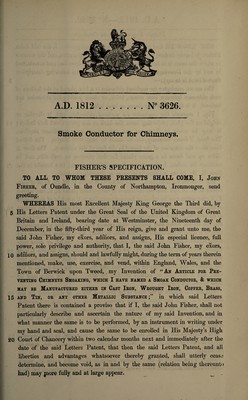 A.D. 1812 . . . . . . . N° 3626.
Smoke Conductor for Chimneys.
FISHER'S SPECIFICATION.
TO ALL TO WHOM THESE PRESENTS SHALL COME, I, JOHN
FISHER, of Oundle, in the County of Northampton, Ironmonger, send
greeting.
WHEREAS His most Excellent Majesty King George the Third did, by
5 His Letters Patent under the Great Seal of the United Kingdom of Great
Britain and Ireland, bearing date at Westminster, the Nineteenth day of
December, in the fifty-third year of His reign, give and grant unto me, the
said John Fisher, my exors, admors, and assigns, His especial licence, full
power, sole privilege and authority, that I, the said John Fisher, my exors,
10 admors, and assigns, should and lawfully might, during the term of years therein
mentioned, make, use, exercise, and vend, within England, Wales, and the
Town of Berwick upon Tweed, my Invention of "AN ARTICLE FOR PRE-
VENTING CHIMNEYS SMOAKING, WHICH I HAVE NAMED A SMOAK CONDUCTOR, & WHICH
MAY BE MANUFACTURED EITHER IN CAST IRON, WROUGHT IRON, COPPER, BRASS,
15 AND TIN, OR ANY OTHER METALLIC SUBSTANCE;" in which said Letters
Patent there is contained a proviso that if I, the said John Fisher, shall not
particularly describe and ascertain the nature of my said Invention, and in
what manner the same is to be performed, by an instrument in writing under
my hand and seal, and cause the same to be enrolled in His Majesty's High
20 Court of Chancery within two calendar months next and immediately after the
date of the said Letters Patent, that then the said Letters Patent, and all
liberties and advantages whatsoever thereby granted, shall utterly cease,
determine, and become void, as in and by the same (relation being thereunto
had) may more fully and at large appear.